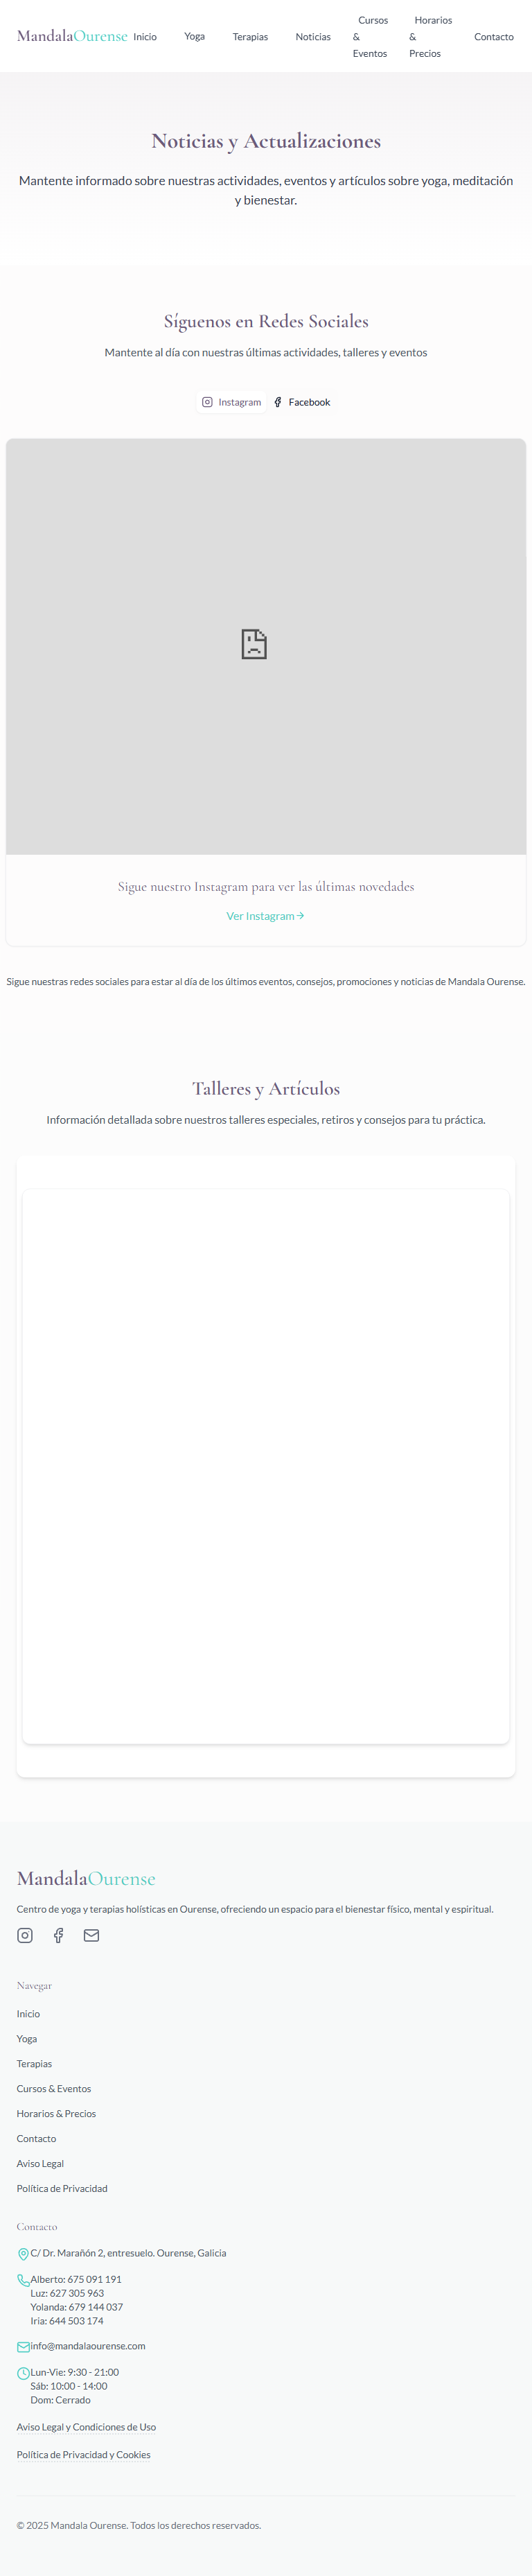 MandalaOurense
Inicio
Yoga
Terapias
Noticias
Cursos
&
Eventos
Horarios
&
Precios
Contacto
Noticias y Actualizaciones
Mantente informado sobre nuestras actividades, eventos y artículos sobre yoga, meditación
y bienestar.
Síguenos en Redes Sociales
Mantente al día con nuestras últimas actividades, talleres y eventos
Instagram
Facebook
Sigue nuestro Instagram para ver las últimas novedades
Ver Instagram
Sigue nuestras redes sociales para estar al día de los últimos eventos, consejos, promociones y noticias de Mandala Ourense.
Talleres y Artículos
Información detallada sobre nuestros talleres especiales, retiros y consejos para tu práctica.
MandalaOurense
Centro de yoga y terapias holísticas en Ourense, ofreciendo un espacio para el bienestar físico, mental y espiritual.
Navegar
Inicio
Yoga
Terapias
Cursos & Eventos
Horarios & Precios
Contacto
Aviso Legal
Política de Privacidad
Contacto
C/ Dr. Marañón 2, entresuelo. Ourense, Galicia
Alberto: 675 091 191
Luz: 627 305 963
Yolanda: 679 144 037
Iria: 644 503 174
info@mandalaourense.com
Lun-Vie: 9:30 - 21:00
Sáb: 10:00 - 14:00
Dom: Cerrado
Aviso Legal y Condiciones de Uso
Política de Privacidad y Cookies
© 2025 Mandala Ourense. Todos los derechos reservados.